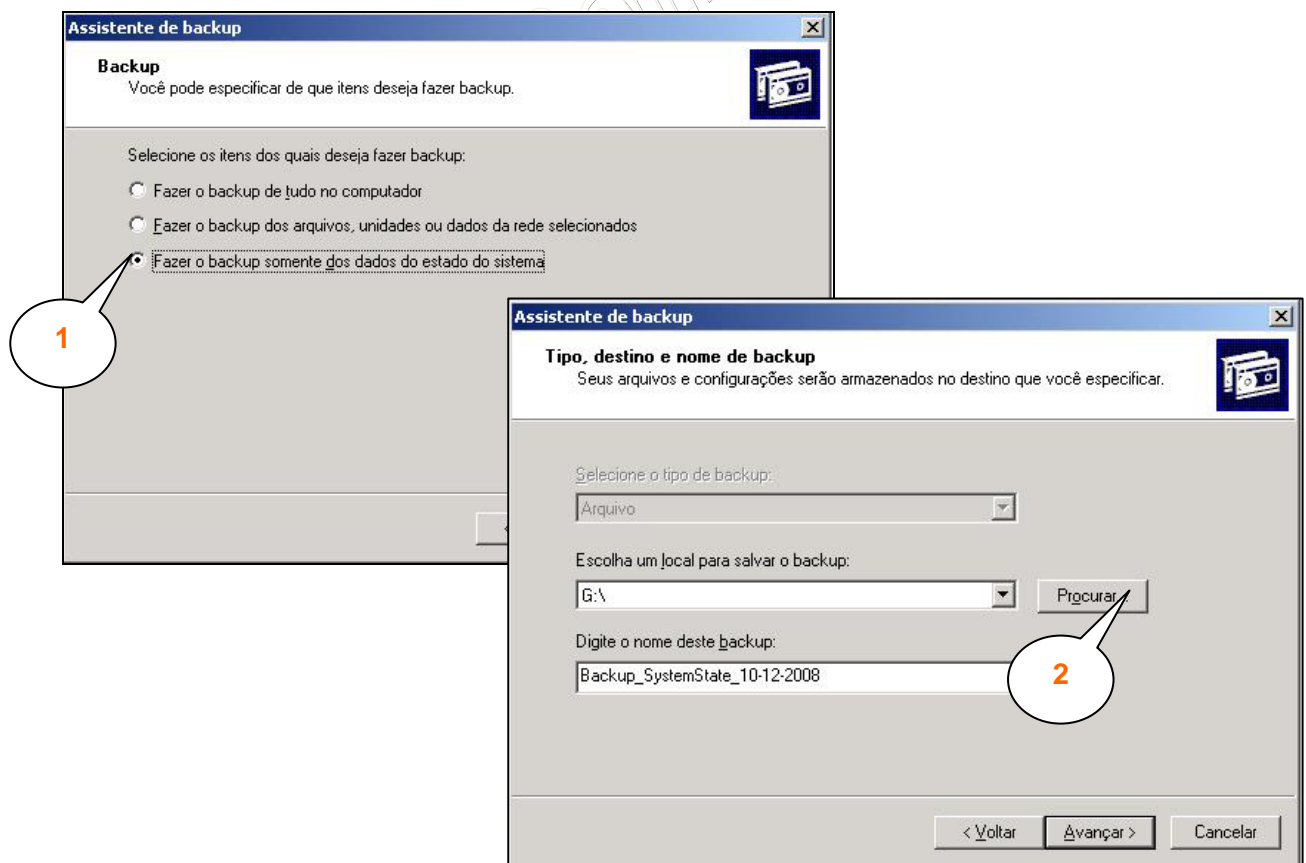 Assistente de backup
Backup
Você pode especificar de que itens deseja fazer backup.
Selecione os itens dos quais deseja fazer backup:
Fazer o backup de tudo no computador
Fazer o backup dos arquivos, unidades ou dados da rede selecionados
Fazer o backup somente dos dados do estado do sistema
1
Assistente de backup
Tipo, destino e nome de backup
Seus arquivos e configurações serão armazenados no destino que você especificar.
Selecione o tipo de backup:
Arquivo
Escolha um local para salvar o backup:
G:\
Procurar...
Digite o nome deste backup:
Backup_SystemState_10-12-2008
2
< Voltar
Avançar >
Cancelar